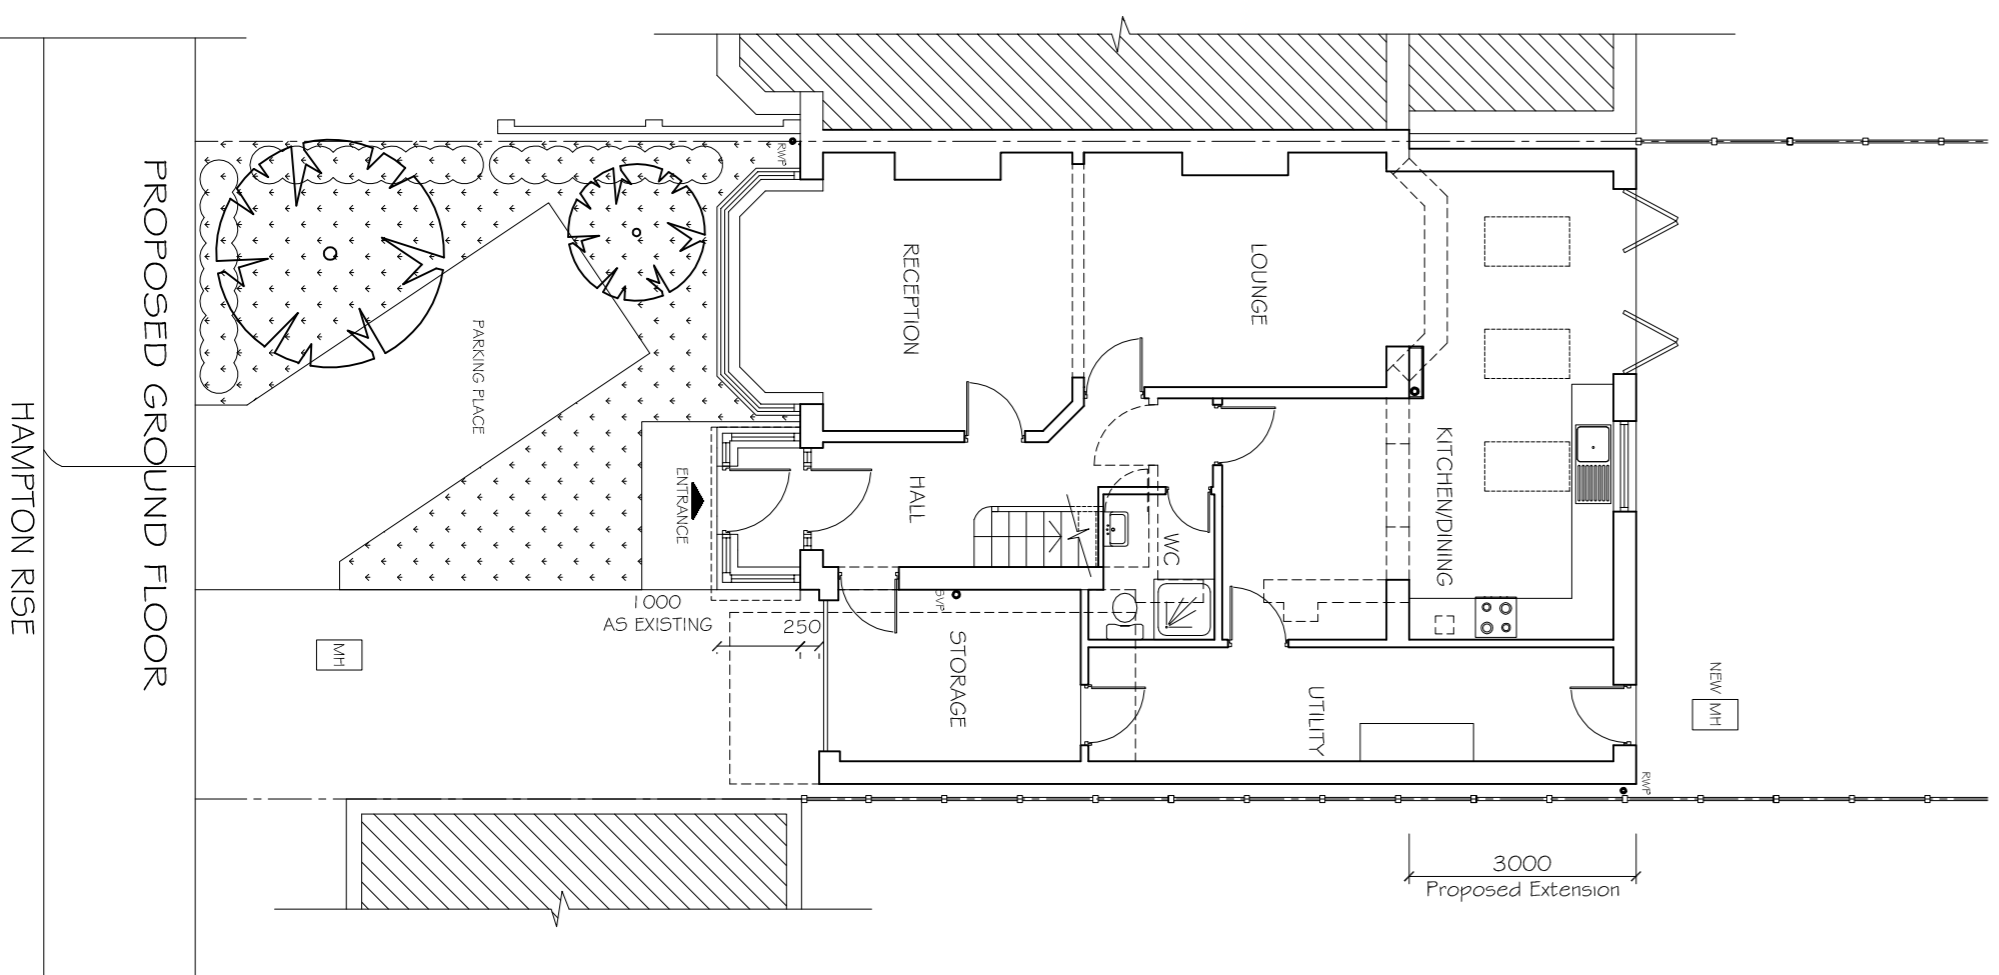 HAMPTON RISE
PROPOSED GROUND FLOOR
MH
PARKING PLACE
ENTRANCE
1000
AS EXISTING
250
RWP
RECEPTION
HALL
SVP
STORAGE
LOUNGE
WC
UTILITY
KITCHEN/DINING
RWP
NEW MH
3000
Proposed Extension